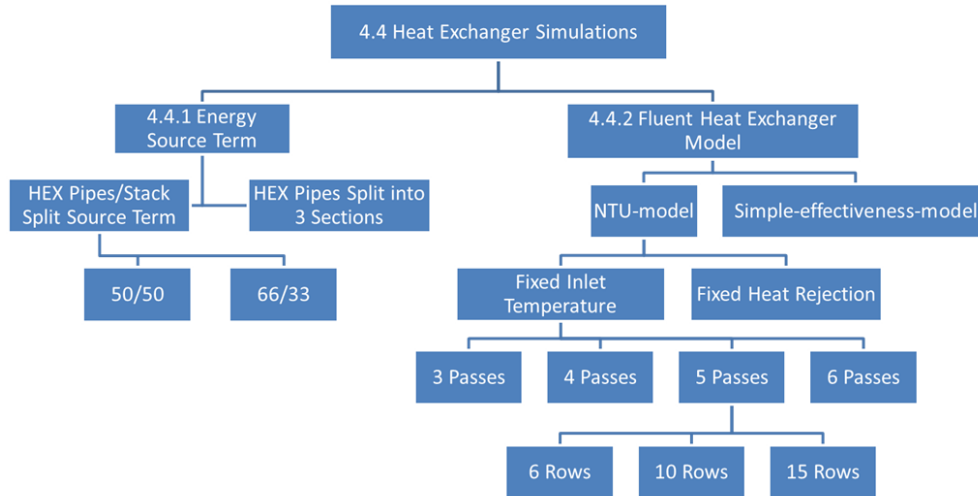 4.4 Heat Exchanger Simulations
4.4.1 Energy
Source Term
4.4.2 Fluent Heat Exchanger
Model
HEX Pipes/Stack
Split Source Term
HEX Pipes Split into
3 Sections
NTU-model
Simple-effectiveness-model
50/50
66/33
Fixed Inlet
Temperature
Fixed Heat Rejection
3 Passes
4 Passes
5 Passes
6 Passes
6 Rows
10 Rows
15 Rows